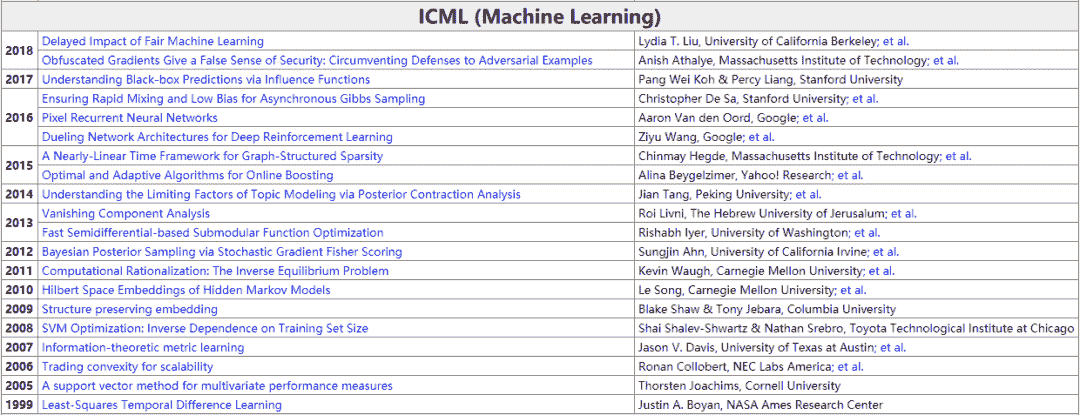 ICML (Machine Learning)
2018 Delayed Impact of Fair Machine Learning Lydia T. Liu, University of California Berkeley; et al.
Obfuscated Gradients Give a False Sense of Security: Circumventing Defenses to Adversarial Examples Anish Athalye, Massachusetts Institute of Technology; et al.
2017 Understanding Black-box Predictions via Influence Functions Pang Wei Koh & Percy Liang, Stanford University
2016 Ensuring Rapid Mixing and Low Bias for Asynchronous Gibbs Sampling Christopher De Sa, Stanford University; et al.
Pixel Recurrent Neural Networks Aaron Van den Oord, Google; et al.
Dueling Network Architectures for Deep Reinforcement Learning Ziyu Wang, Google; et al.
2015 A Nearly-Linear Time Framework for Graph-Structured Sparsity Chinmay Hegde, Massachusetts Institute of Technology; et al.
Optimal and Adaptive Algorithms for Online Boosting Alina Beygelzimer, Yahoo! Research; et al.
2014 Understanding the Limiting Factors of Topic Modeling via Posterior Contraction Analysis Jian Tang, Peking University; et al.
2013 Vanishing Component Analysis Roi Livni, The Hebrew University of Jerusalum; et al.
Fast Semidifferential-based Submodular Function Optimization Rishabh Iyer, University of Washington; et al.
2012 Bayesian Posterior Sampling via Stochastic Gradient Fisher Scoring Sungjin Ahn, University of California Irvine; et al.
2011 Computational Rationalization: The Inverse Equilibrium Problem Kevin Waugh, Carnegie Mellon University; et al.
2010 Hilbert Space Embeddings of Hidden Markov Models Le Song, Carnegie Mellon University; et al.
2009 Structure preserving embedding Blake Shaw & Tony Jebara, Columbia University
2008 SVM Optimization: Inverse Dependence on Training Set Size Shai Shalev-Shwartz & Nathan Srebro, Toyota Technological Institute at Chicago
2007 Information-theoretic metric learning Jason V. Davis, University of Texas at Austin; et al.
2006 Trading convexity for scalability Ronan Collobert, NEC Labs America; et al.
2005 A support vector method for multivariate performance measures Thorsten Joachims, Cornell University
1999 Least-Squares Temporal Difference Learning Justin A. Boyan, NASA Ames Research Center